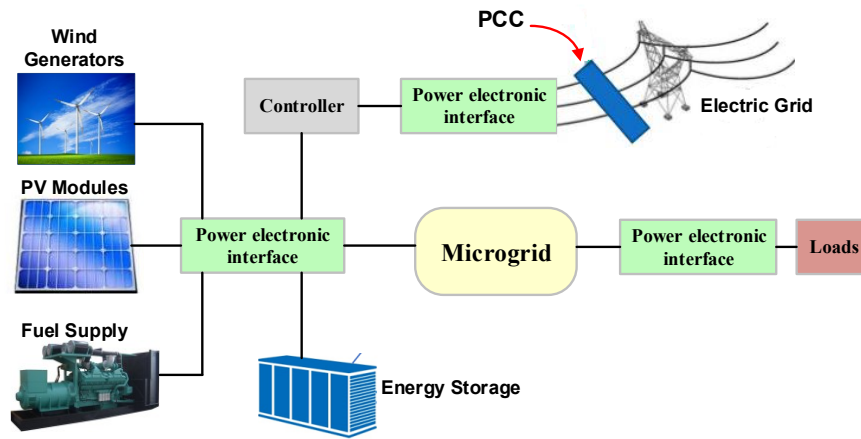 Wind
Generators
PCC
Controller
Power electronic
interface
Electric Grid
PV Modules
Power electronic
interface
Microgrid
Power electronic
interface
Loads
Fuel Supply
Energy Storage